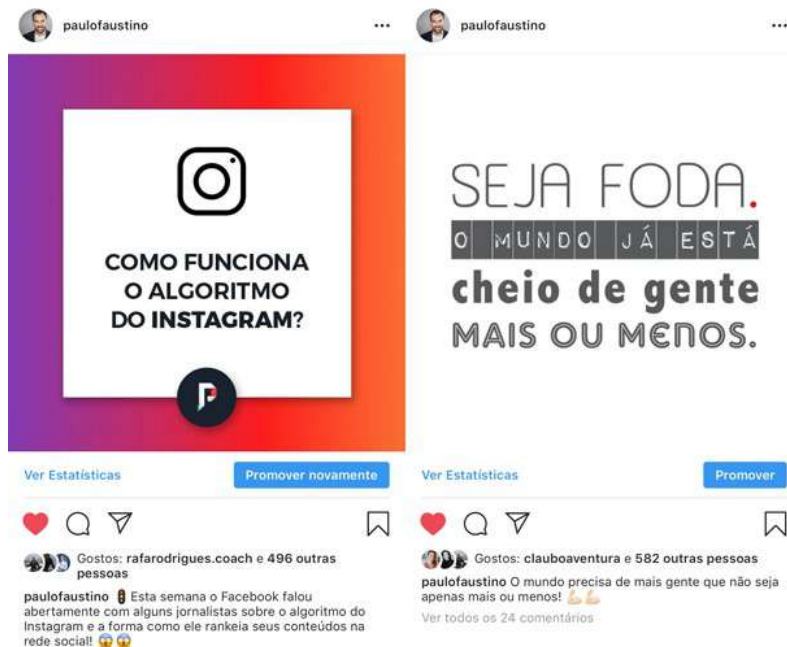 paulofaustino
COMO FUNCIONA
O ALGORITMO
DO INSTAGRAM?
Ver Estatísticas
Promover novamente
Gostos: rafarodrigues.coach e 496 outras
pessoas
paulofaustino 🚦 Esta semana o Facebook falou
abertamente com alguns jornalistas sobre o algoritmo do
Instagram e a forma como ele rankeia seus conteúdos na
rede social! 😱😱
paulofaustino
SEJA FODA.
O MUNDO JÁ ESTÁ
cheio de gente
MAIS OU MENOS.
Ver Estatísticas
Promover
Gostos: clauboaventura e 582 outras pessoas
paulofaustino O mundo precisa de mais gente que não seja
apenas mais ou menos! 💪🏻💪🏻
Ver todos os 24 comentários